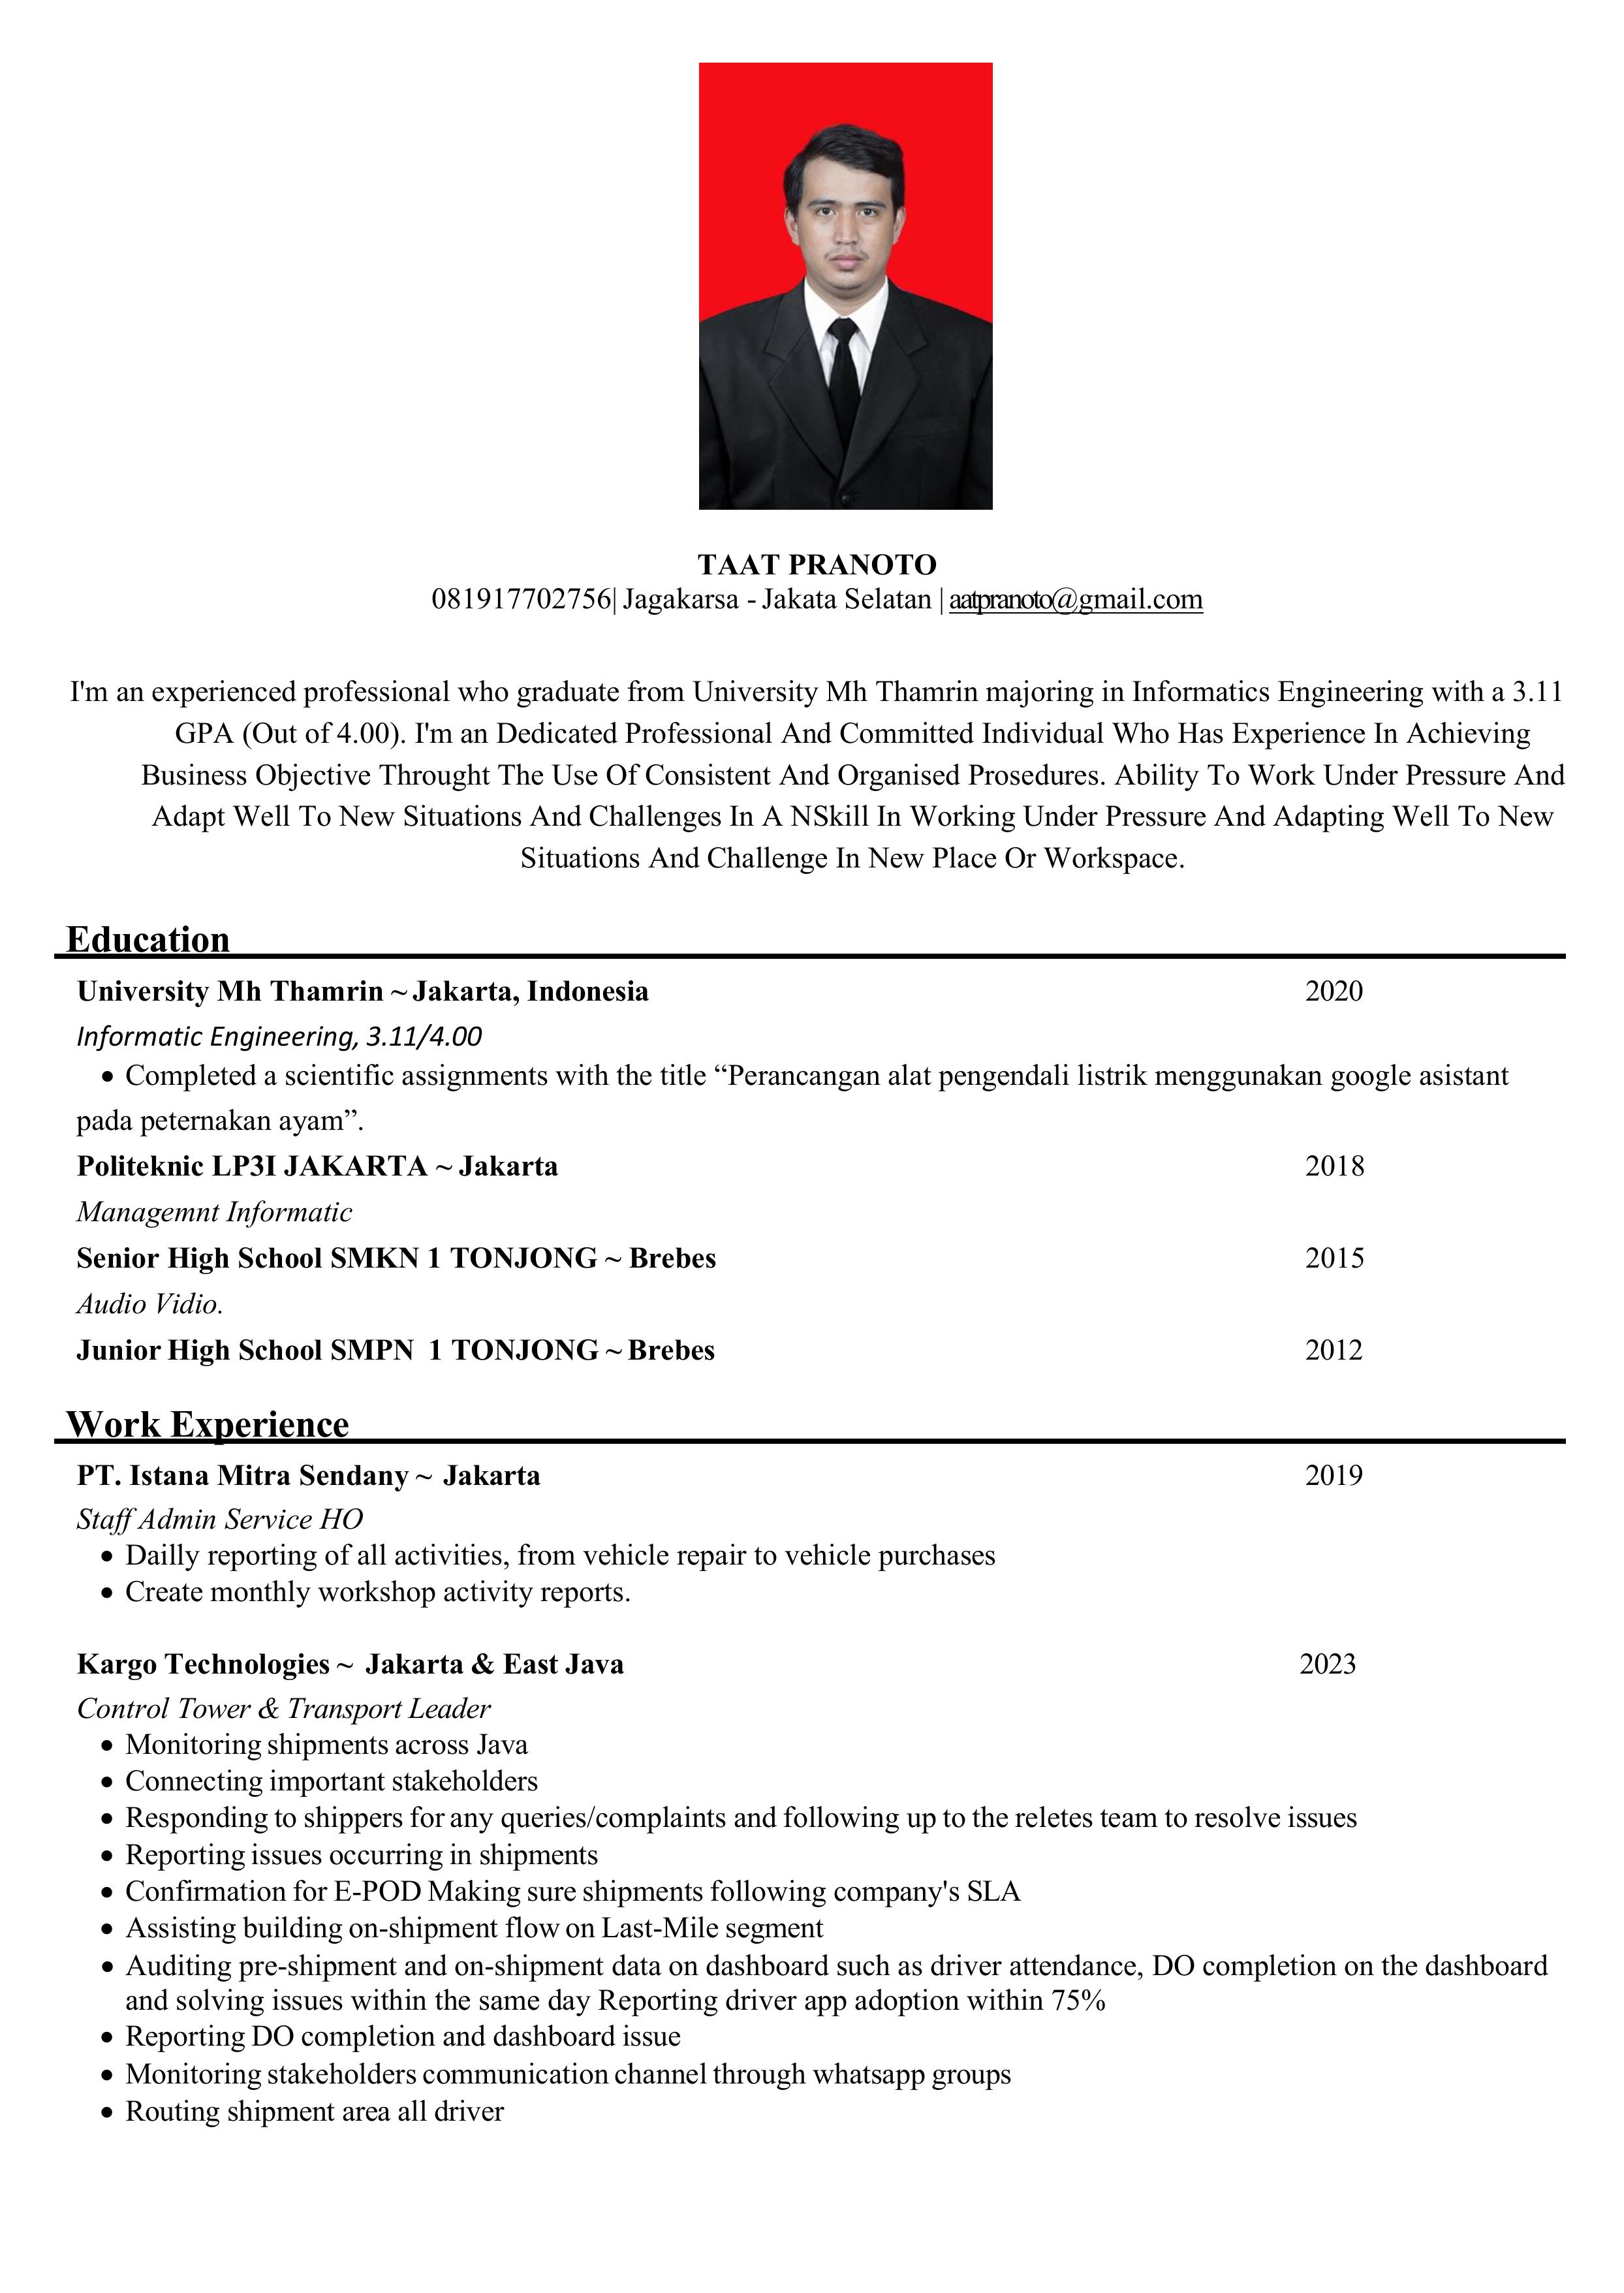 TAAT PRANOTO
081917702756| Jagakarsa - Jakata Selatan | aatpranoto@gmail.com
I'm an experienced professional who graduate from University Mh Thamrin majoring in Informatics Engineering with a 3.11
GPA (Out of 4.00). I'm an Dedicated Professional And Committed Individual Who Has Experience In Achieving
Business Objective Throught The Use Of Consistent And Organised Prosedures. Ability To Work Under Pressure And
Adapt Well To New Situations And Challenges In A NSkill In Working Under Pressure And Adapting Well To New
Situations And Challenge In New Place Or Workspace.
Education
University Mh Thamrin ~ Jakarta, Indonesia 2020
Informatic Engineering, 3.11/4.00
• Completed a scientific assignments with the title “Perancangan alat pengendali listrik menggunakan google asistant
pada peternakan ayam”.
Politeknic LP3I JAKARTA ~ Jakarta 2018
Managemnt Informatic
Senior High School SMKN 1 TONJONG ~ Brebes 2015
Audio Vidio.
Junior High School SMPN 1 TONJONG ~ Brebes 2012
Work Experience
PT. Istana Mitra Sendany ~ Jakarta 2019
Staff Admin Service HO
• Dailly reporting of all activities, from vehicle repair to vehicle purchases
• Create monthly workshop activity reports.
Kargo Technologies ~ Jakarta & East Java 2023
Control Tower & Transport Leader
• Monitoring shipments across Java
• Connecting important stakeholders
• Responding to shippers for any queries/complaints and following up to the reletes team to resolve issues
• Reporting issues occurring in shipments
• Confirmation for E-POD Making sure shipments following company's SLA
• Assisting building on-shipment flow on Last-Mile segment
• Auditing pre-shipment and on-shipment data on dashboard such as driver attendance, DO completion on the dashboard
and solving issues within the same day Reporting driver app adoption within 75%
• Reporting DO completion and dashboard issue
• Monitoring stakeholders communication channel through whatsapp groups
• Routing shipment area all driver